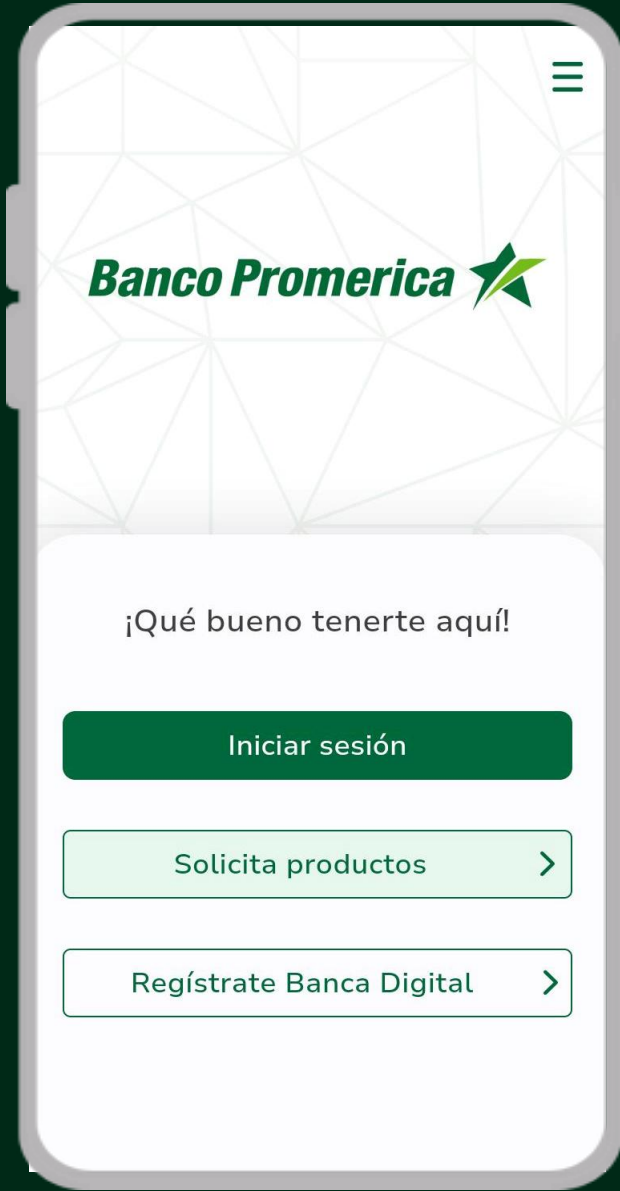 Banco Promerica
¡Qué bueno tenerte aquí!
Iniciar sesión
Solicita productos
Regístrate Banca Digital